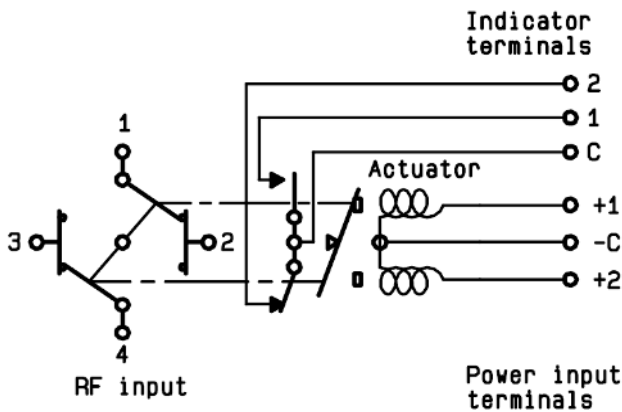 Indicator
terminals
2
1
C
1
Actuator
+1
3
2
-C
+2
4
RF input
Power input
terminals